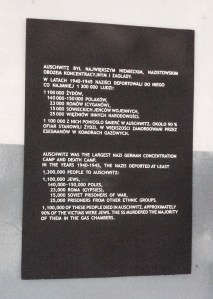 AUSCHWITZ BYŁ NAJWIĘKSZYM NIEMIECKIM, NAZISTOWSKIM
OBOZEM KONCENTRACYJNYM I ZAGŁADY.
W LATACH 1940-1945 NAZIŚCI DEPORTOWALI DO NIEGO
CO NAJMNIEJ 1 300 000 LUDZI:
1 100 000 ŻYDÓW,
140 000-150 000 POLAKÓW,
23 000 ROMÓW (CYGANÓW),
15 000 SOWIECKICH JEŃCÓW WOJENNYCH,
25 000 WIĘŹNIÓW INNYCH NARODOWOŚCI.
1 100 000 Z NICH PONIOSŁO ŚMIERĆ W AUSCHWITZ. OKOŁO 90 %
OFIAR STANOWILI ŻYDZI, W WIĘKSZOŚCI ZAMORDOWANI PRZEZ
ESESMANÓW W KOMORACH GAZOWYCH.
AUSCHWITZ WAS THE LARGEST NAZI GERMAN CONCENTRATION
CAMP AND DEATH CAMP.
IN THE YEARS 1940-1945, THE NAZIS DEPORTED AT LEAST
1,300,000 PEOPLE TO AUSCHWITZ:
1,100,000 JEWS,
140,000-150,000 POLES,
23,000 ROMA (GYPSIES),
15,000 SOVIET PRISONERS OF WAR,
25,000 PRISONERS FROM OTHER ETHNIC GROUPS.
1,100,000 OF THESE PEOPLE DIED IN AUSCHWITZ. APPROXIMATELY
90% OF THE VICTIMS WERE JEWS. THE SS MURDERED THE MAJORITY
OF THEM IN THE GAS CHAMBERS.